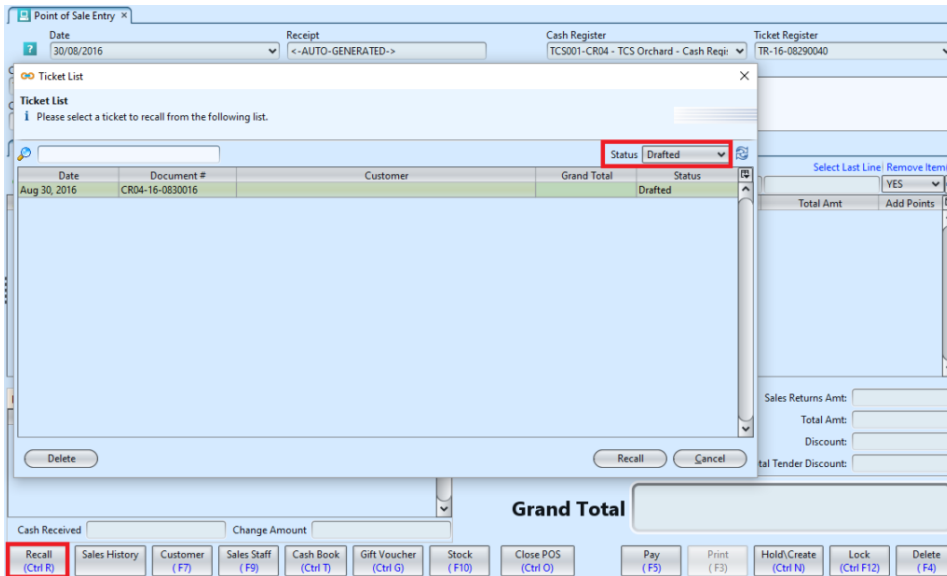 Point of Sale Entry ×
Date Receipt Cash Register Ticket Register
? 30/08/2016 <-AUTO-GENERATED-> TCS001-CR04 - TCS Orchard - Cash Regi: TR-16-08290040
Ticket List
Ticket List
i Please select a ticket to recall from the following list.
Status Drafted
Select Last Line Remove Item
YES
Date Document # Customer Grand Total Status
Total Amt Add Points
Aug 30, 2016 CR04-16-0830016 Drafted
Sales Returns Amt:
Total Amt:
Discount:
tal Tender Discount:
Delete Recall Cancel
Grand Total
Cash Received Change Amount
Recall (Ctrl R) Sales History Customer (F7) Sales Staff (F9) Cash Book (Ctrl T) Gift Voucher (Ctrl G) Stock (F10) Close POS (Ctrl O) Pay (F5) Print (F3) Hold\Create (Ctrl N) Lock (Ctrl F12) Delete (F4)